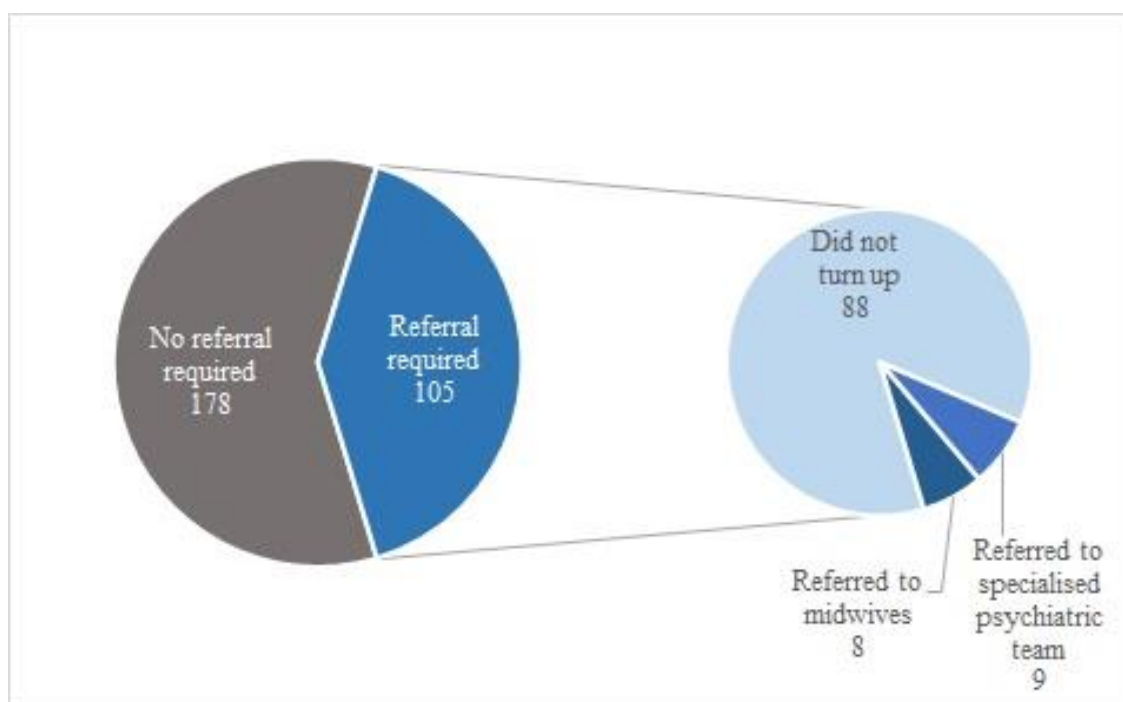 No referral
required
178
Referral
required
105
Did not
turn up
88
Referred to
midwives
8
Referred to
specialised
psychiatric
team
9